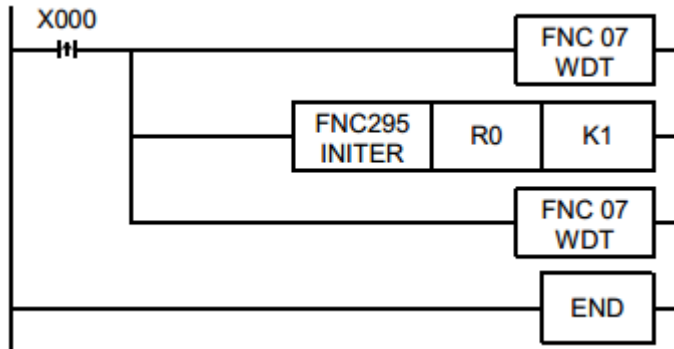 X000
FNC 07
WDT
FNC295
INITER
R0
K1
FNC 07
WDT
END